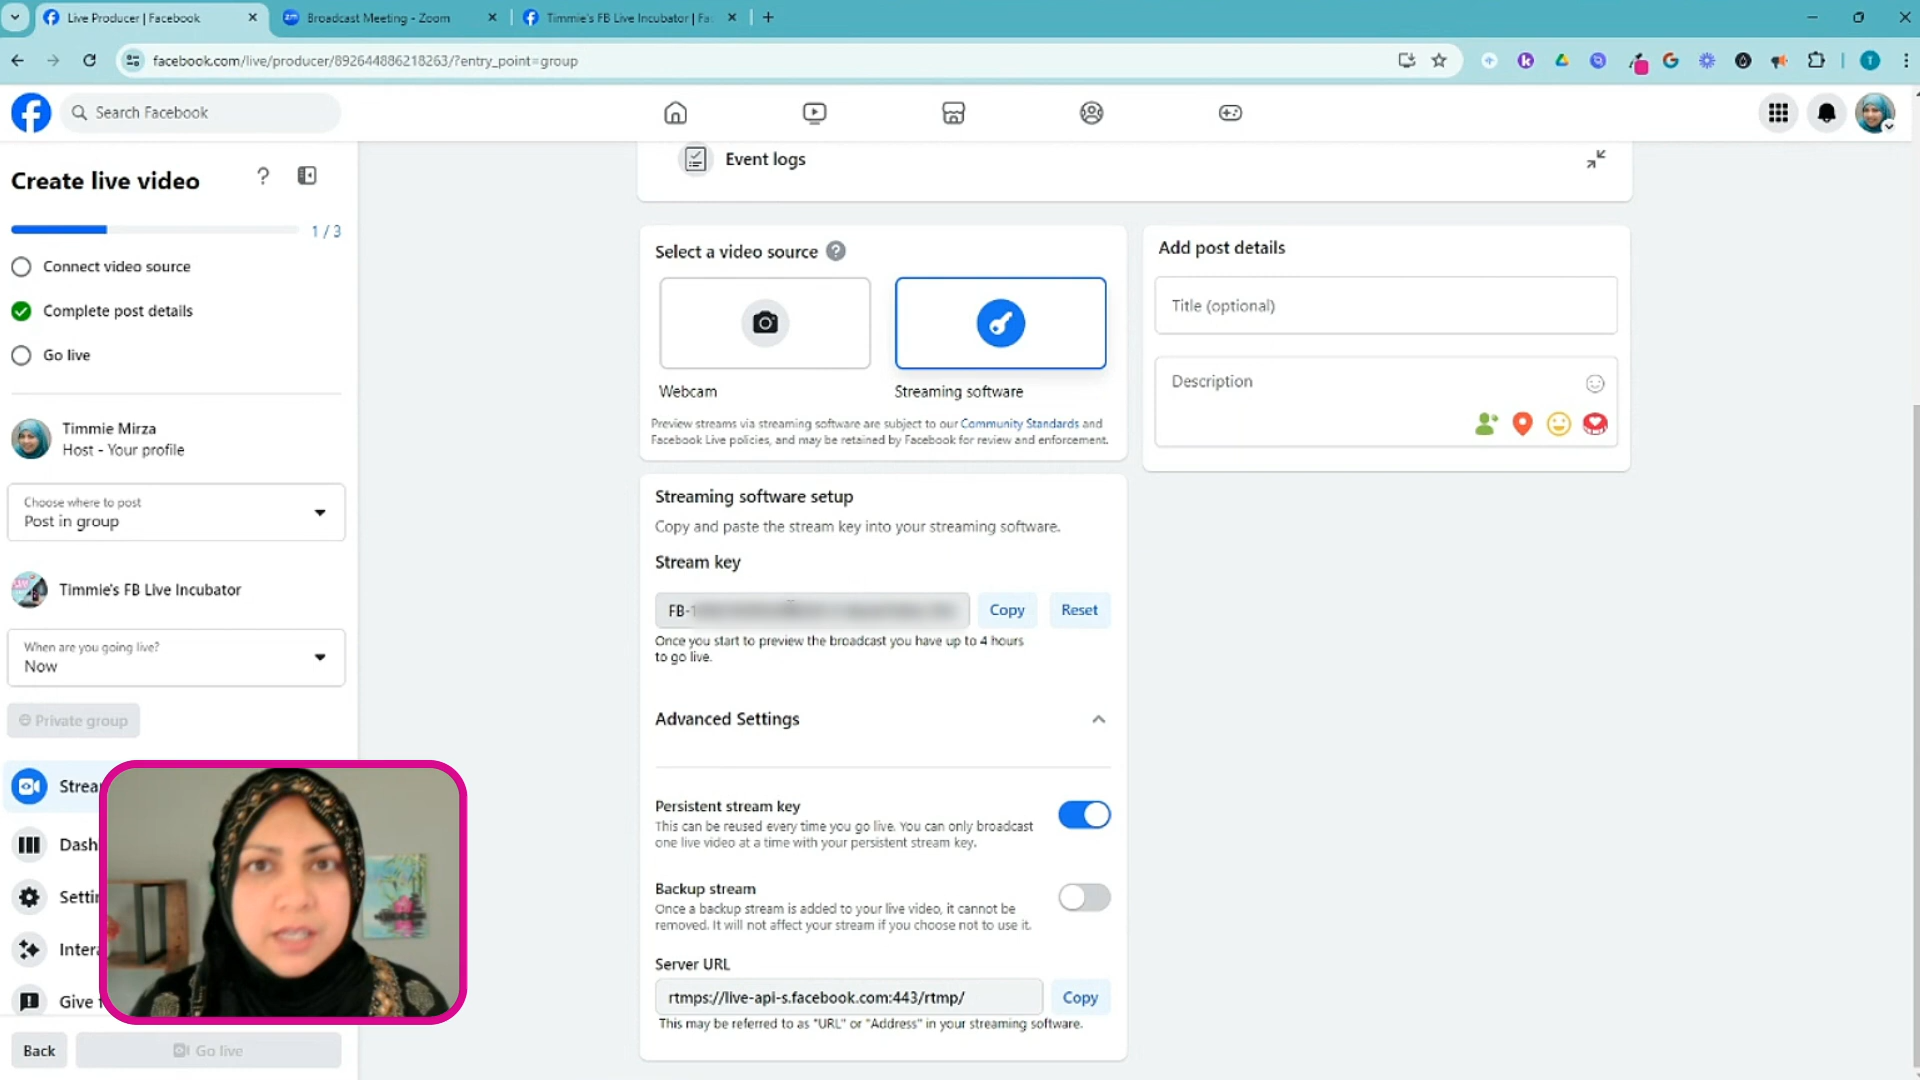 Live Producer | Facebook
Broadcast Meeting - Zoom
Timmie's FB Live Incubator | Fa
facebook.com/live/producer/892644886218263/?entry_point=group
T
Search Facebook
Create live video
?
1 / 3
Connect video source
Complete post details
Go live
Timmie Mirza
Host - Your profile
Choose where to post
Post in group
Timmie's FB Live Incubator
When are you going live?
Now
Private group
Strea
Dash
Settin
Intera
Give f
Back
Go live
Event logs
Select a video source ?
Webcam
Streaming software
Preview streams via streaming software are subject to our Community Standards and
Facebook Live policies, and may be retained by Facebook for review and enforcement.
Streaming software setup
Copy and paste the stream key into your streaming software.
Stream key
FB-
Copy
Reset
Once you start to preview the broadcast you have up to 4 hours
to go live.
Advanced Settings
Persistent stream key
This can be reused every time you go live. You can only broadcast
one live video at a time with your persistent stream key.
Backup stream
Once a backup stream is added to your live video, it cannot be
removed. It will not affect your stream if you choose not to use it.
Server URL
rtmps://live-api-s.facebook.com:443/rtmp/
Copy
This may be referred to as "URL" or "Address" in your streaming software.
Add post details
Title (optional)
Description